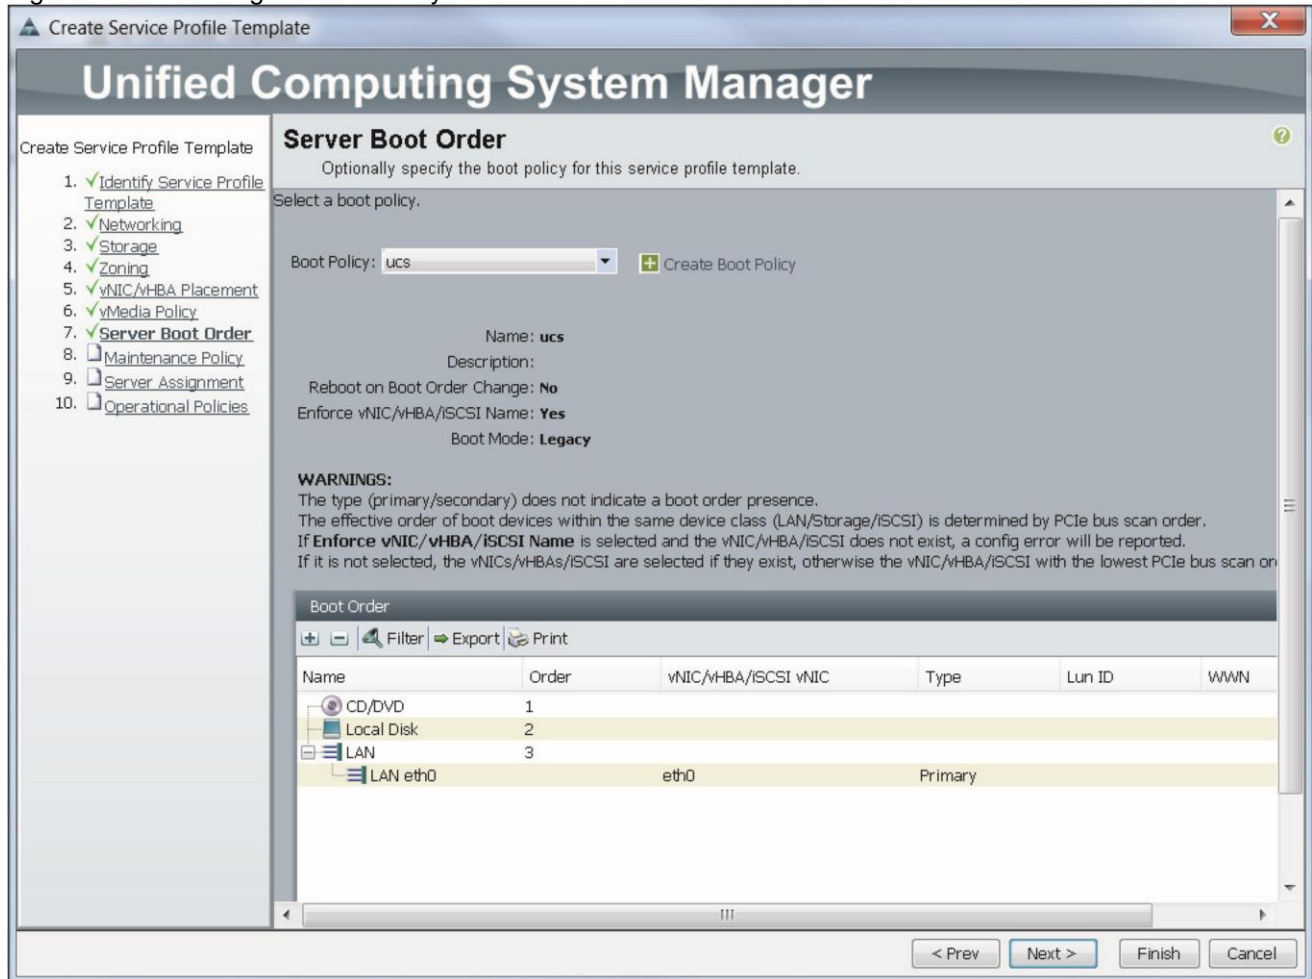 Create Service Profile Template
Unified Computing System Manager
Create Service Profile Template
1. Identify Service Profile
Template
2. Networking
3. Storage
4. Zoning
5. vNIC/vHBA Placement
6. vMedia Policy
7. Server Boot Order
8. Maintenance Policy
9. Server Assignment
10. Operational Policies
Server Boot Order
Optionally specify the boot policy for this service profile template.
Select a boot policy.
Boot Policy: ucs
Create Boot Policy
Name: ucs
Description:
Reboot on Boot Order Change: No
Enforce vNIC/vHBA/iSCSI Name: Yes
Boot Mode: Legacy
WARNINGS:
The type (primary/secondary) does not indicate a boot order presence.
The effective order of boot devices within the same device class (LAN/Storage/iSCSI) is determined by PCIe bus scan order.
If Enforce vNIC/vHBA/iSCSI Name is selected and the vNIC/vHBA/iSCSI does not exist, a config error will be reported.
If it is not selected, the vNICs/vHBAs/iSCSI are selected if they exist, otherwise the vNIC/vHBA/iSCSI with the lowest PCIe bus scan
Boot Order
Filter Export Print
Name Order vNIC/vHBA/iSCSI vNIC Type Lun ID WWN
CD/DVD 1
Local Disk 2
LAN 3
LAN eth0 eth0 Primary
< Prev Next > Finish Cancel